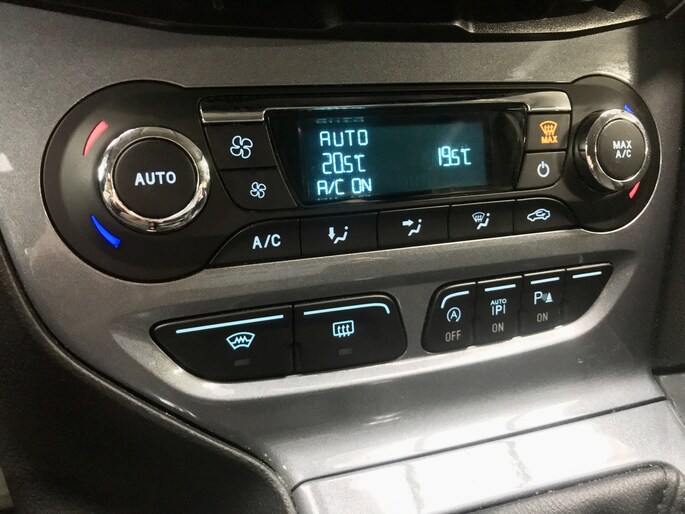 AUTO
AUTO
20.5℃ 19.5℃
A/C ON
MAX
MAX
A/C
A/C
A
OFF
AUTO
P
ON
P
ON